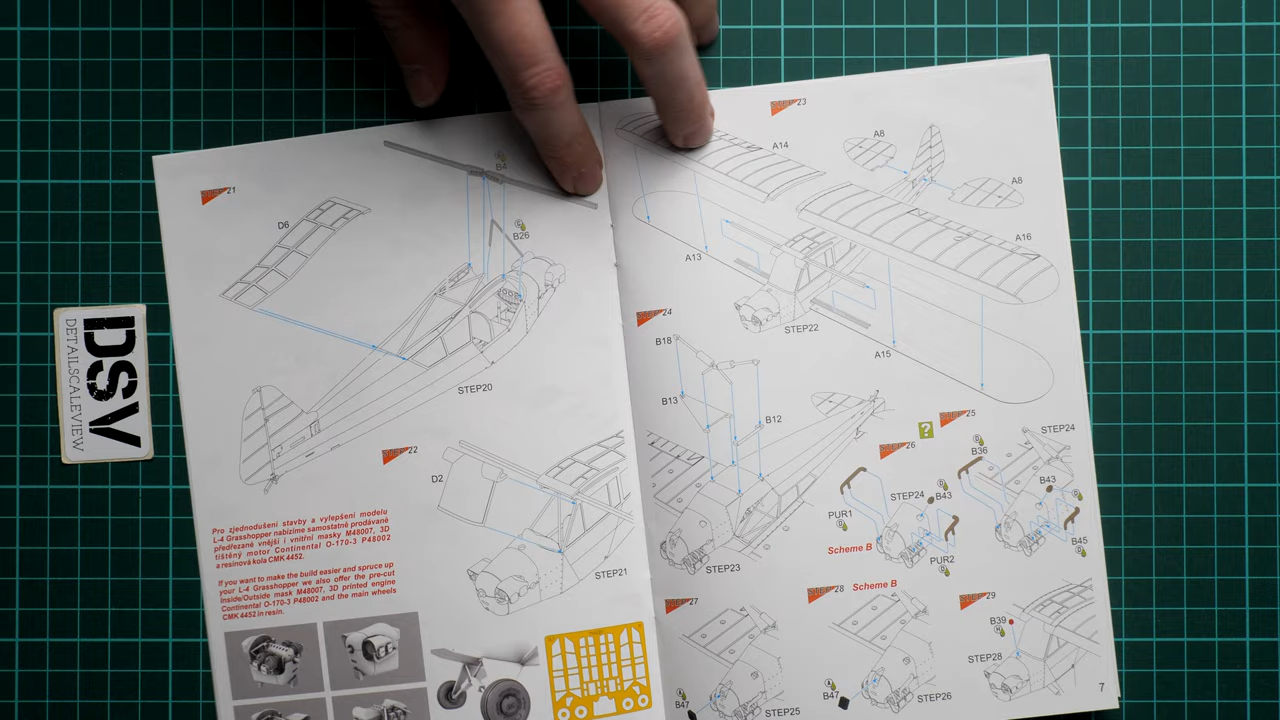 DSV
DETAILSCALEVIEW
STEP 21
D6
B4
B26
STEP20
STEP 22
D2
STEP21
Pro zjednodušení stavby a vylepšení modelu
L-4 Grasshopper nabízíme samostatně prodávané
předřezané vnější i vnitřní masky M48007, 3D
tištěný motor Continental O-170-3 P48002
a resinová kola CMK 4452.
If you want to make the build easier and spruce up
your L-4 Grasshopper we also offer the pre-cut
Inside/Outside mask M48007, 3D printed engine
Continental O-170-3 P48002 and the main wheels
CMK 4452 in resin.
STEP 23
A14
A8
A8
A16
A13
STEP22
A15
STEP 24
B18
B13
B12
STEP23
?
STEP 25
STEP 26
B36
STEP24
STEP24
B43
B43
PUR1
B45
Scheme B
PUR2
STEP 27
STEP 28
Scheme B
STEP 29
B39
STEP28
B47
STEP25
B47
STEP26
7